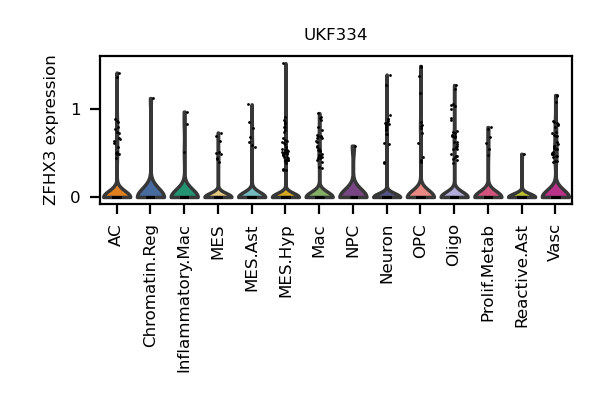 UKF334
ZFHX3 expression
1
0
AC
Chromatin.Reg
Inflammatory.Mac
MES
MES.Ast
MES.Hyp
Mac
NPC
Neuron
OPC
Oligo
Prolif.Metab
Reactive.Ast
Vasc